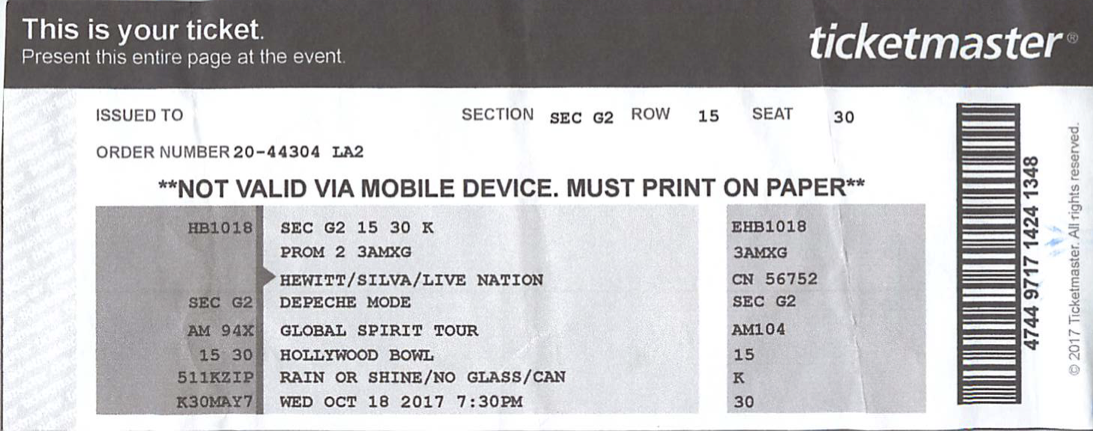 This is your ticket.
Present this entire page at the event.
ticketmaster®
ISSUED TO
SECTION SEC G2 ROW 15 SEAT 30
ORDER NUMBER 20-44304 LA2
**NOT VALID VIA MOBILE DEVICE. MUST PRINT ON PAPER**
HB1018 SEC G2 15 30 K EHB1018
PROM 2 3AMXG 3AMXG
HEWITT/SILVA/LIVE NATION CN 56752
SEC G2 DEPECHE MODE SEC G2
AM 94X GLOBAL SPIRIT TOUR AM104
15 30 HOLLYWOOD BOWL 15
511KZIP RAIN OR SHINE/NO GLASS/CAN K
K30MAY7 WED OCT 18 2017 7:30PM 30
4744 9717 1424 1348
© 2017 Ticketmaster. All rights reserved.